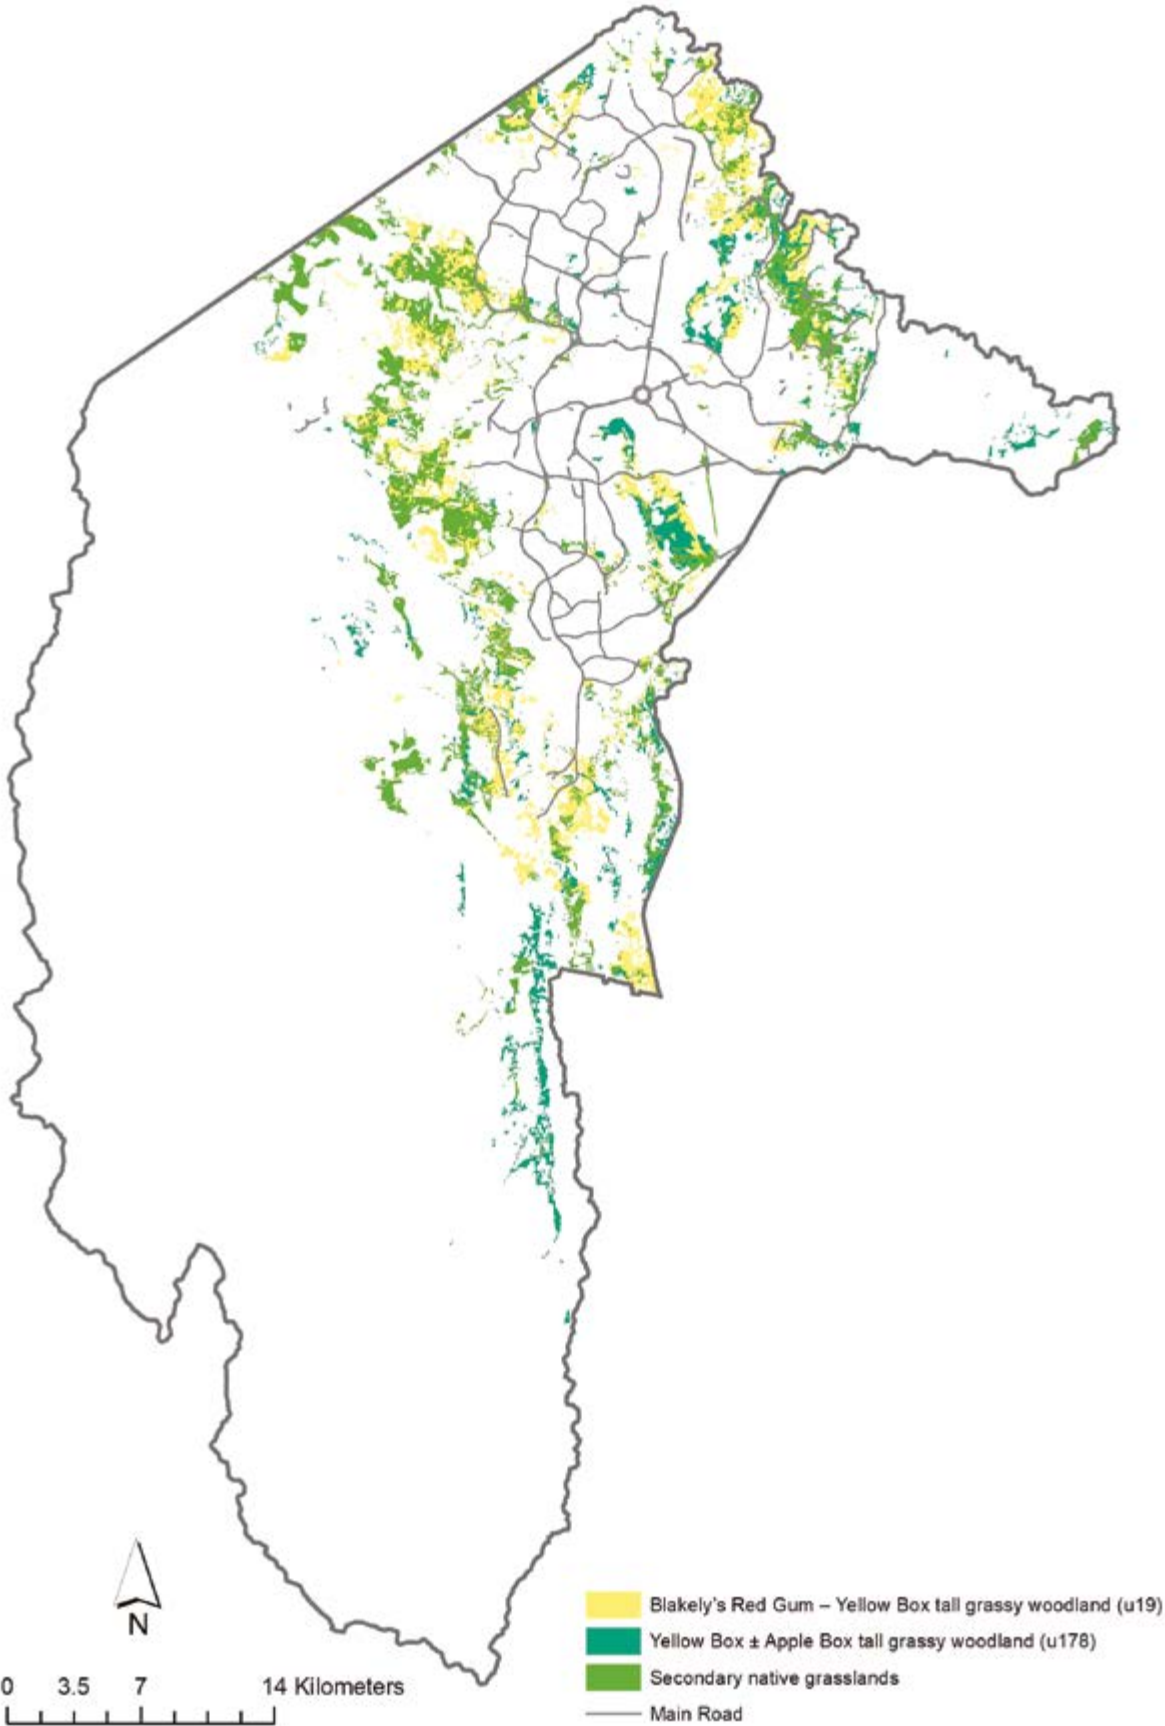 N
0 3.5 7 14 Kilometers
Blakely's Red Gum – Yellow Box tall grassy woodland (u19)
Yellow Box ± Apple Box tall grassy woodland (u178)
Secondary native grasslands
Main Road